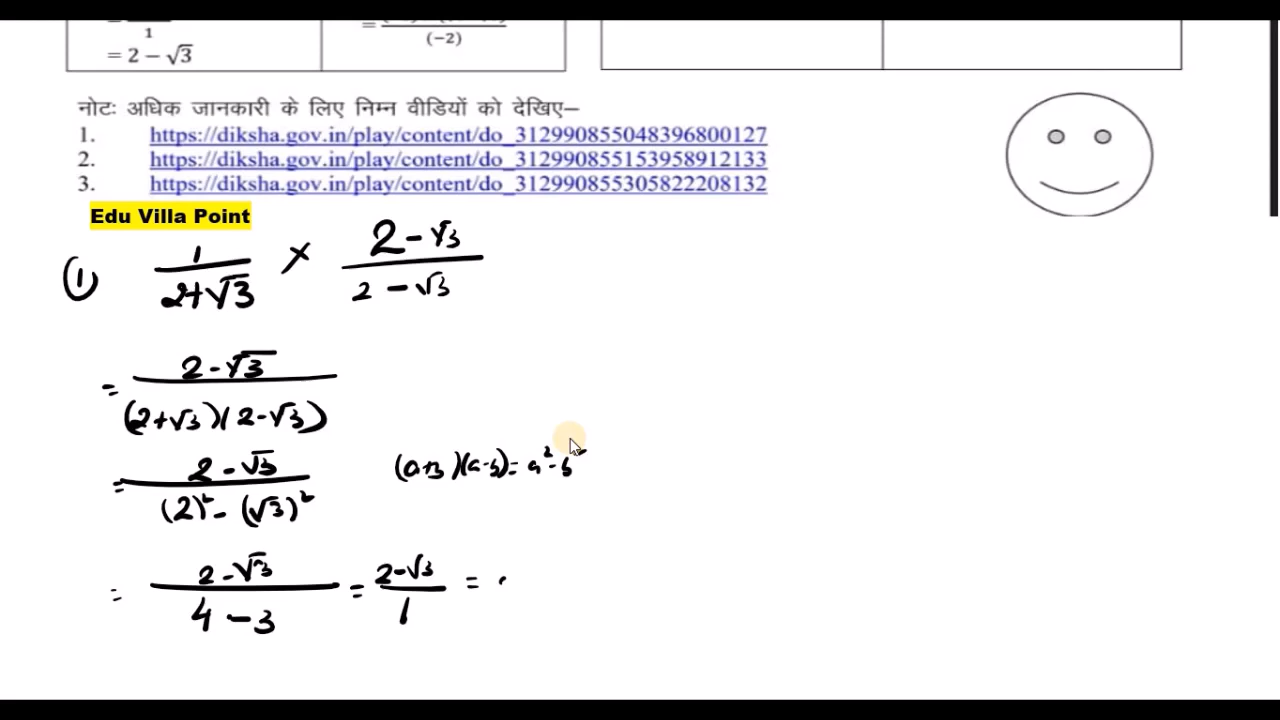 1
= 2 − √3
(−2)
नोटः अधिक जानकारी के लिए निम्न वीडियों को देखिए–
1. https://diksha.gov.in/play/content/do_312990855048396800127
2. https://diksha.gov.in/play/content/do_312990855153958912133
3. https://diksha.gov.in/play/content/do_312990855305822208132
Edu Villa Point
① 1/(2+√3) × (2-√3)/(2-√3)
= (2-√3)/((2+√3)(2-√3))
= (2-√3)/((2)² - (√3)²) (a+b)(a-b) = a² - b²
= (2-√3)/(4-3) = (2-√3)/1 =